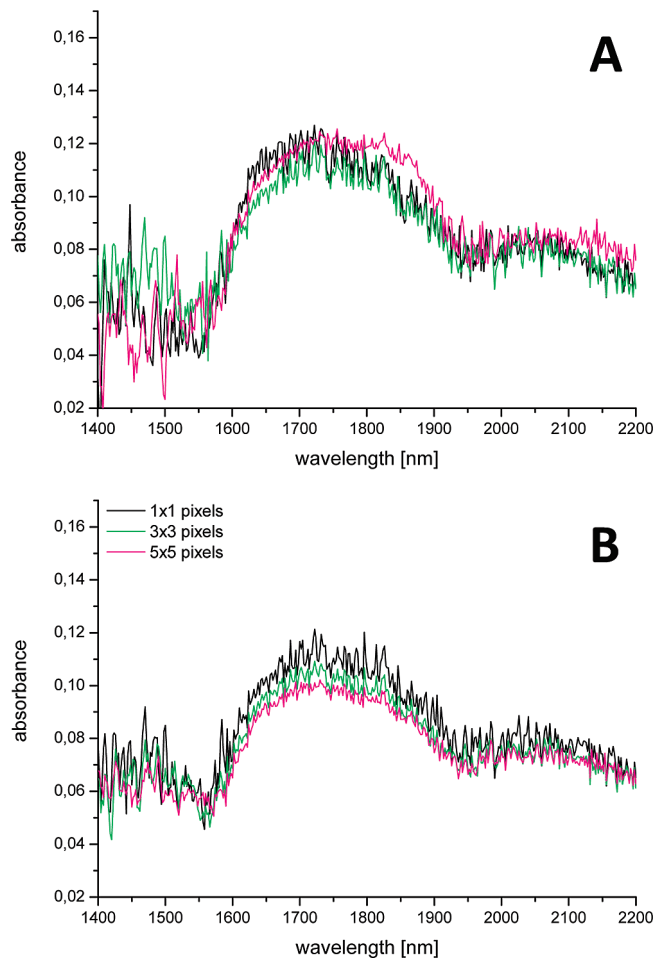 A
0,16
0,14
0,12
0,10
0,08
0,06
0,04
0,02
absorbance
1400 1500 1600 1700 1800 1900 2000 2100 2200
wavelength [nm]
B
1x1 pixels
3x3 pixels
5x5 pixels
0,16
0,14
0,12
0,10
0,08
0,06
0,04
0,02
absorbance
1400 1500 1600 1700 1800 1900 2000 2100 2200
wavelength [nm]